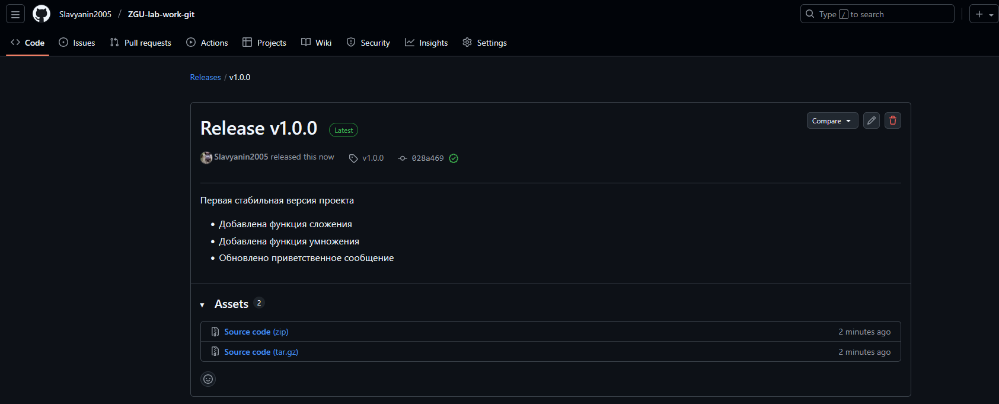 Slavyanin2005 / ZGU-lab-work-git
Type / to search
Code Issues Pull requests Actions Projects Wiki Security Insights Settings
Releases / v1.0.0
Release v1.0.0 Latest
Compare
Slavyanin2005 released this now v1.0.0 028a469
Первая стабильная версия проекта
• Добавлена функция сложения
• Добавлена функция умножения
• Обновлено приветственное сообщение
Assets 2
Source code (zip) 2 minutes ago
Source code (tar.gz) 2 minutes ago